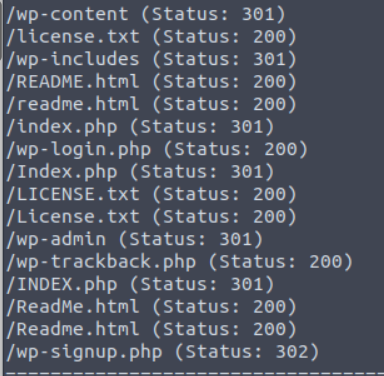 /wp-content (Status: 301)
/license.txt (Status: 200)
/wp-includes (Status: 301)
/README.html (Status: 200)
/readme.html (Status: 200)
/index.php (Status: 301)
/wp-login.php (Status: 200)
/Index.php (Status: 301)
/LICENSE.txt (Status: 200)
/License.txt (Status: 200)
/wp-admin (Status: 301)
/wp-trackback.php (Status: 200)
/INDEX.php (Status: 301)
/ReadMe.html (Status: 200)
/Readme.html (Status: 200)
/wp-signup.php (Status: 302)